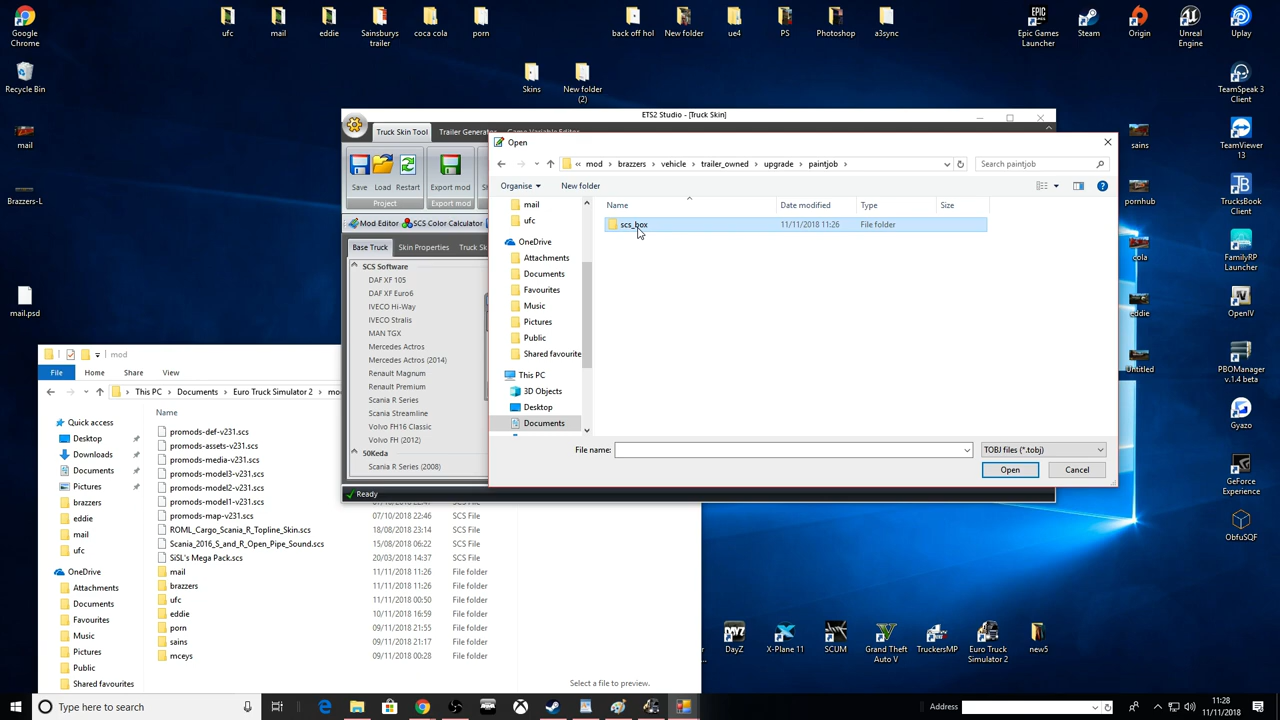 Google Chrome
ufc
mail
eddie
Sainsburys trailer
coca cola
porn
back off hol
New folder
ue4
PS
Photoshop
a3sync
Epic Games Launcher
EPIC GAMES
Steam
Origin
Unreal Engine
Uplay
Recycle Bin
Skins
New folder (2)
TeamSpeak 3 Client
mail
sains
TeamViewer 13
Brazzers-L
pornhub
TrucksBook Client
cola
FamilyRP Launcher
mail.psd
eddie
OpenIV
Untitled
PBOManager v.1.4 beta
Gyazo
GeForce Experience
ObfuSQF
ETS2 Studio - [Truck Skin]
Truck Skin Tool
Trailer Generator
Game Variable Editor
Save
Load
Restart
Export mod
Project
Export mod
Mod Editor
SCS Color Calculator
Base Truck
Skin Properties
Truck Sk
SCS Software
DAF XF 105
DAF XF Euro6
IVECO Hi-Way
IVECO Stralis
MAN TGX
Mercedes Actros
Mercedes Actros (2014)
Renault Magnum
Renault Premium
Scania R Series
Scania Streamline
Volvo FH16 Classic
Volvo FH (2012)
50Keda
Scania R Series (2008)
Ready
Open
« mod › brazzers › vehicle › trailer_owned › upgrade › paintjob ›
Search paintjob
Organise
New folder
mail
ufc
OneDrive
Attachments
Documents
Favourites
Music
Pictures
Public
Shared favourite
This PC
3D Objects
Desktop
Documents
Name
Date modified
Type
Size
scs_box
11/11/2018 11:26
File folder
File name:
TOBJ files (*.tobj)
Open
Cancel
mod
File
Home
Share
View
This PC › Documents › Euro Truck Simulator 2 › mo
Quick access
Desktop
Downloads
Documents
Pictures
brazzers
eddie
mail
ufc
OneDrive
Attachments
Documents
Favourites
Music
Pictures
Public
Shared favourites
Name
promods-def-v231.scs
promods-assets-v231.scs
promods-media-v231.scs
promods-model3-v231.scs
promods-model2-v231.scs
promods-model1-v231.scs
promods-map-v231.scs 07/10/2018 22:46 SCS File
ROML_Cargo_Scania_R_Topline_Skin.scs 18/08/2018 23:14 SCS File
Scania_2016_S_and_R_Open_Pipe_Sound.scs 15/08/2018 06:22 SCS File
SiSL's Mega Pack.scs 20/03/2018 14:37 SCS File
mail 11/11/2018 11:26 File folder
brazzers 11/11/2018 11:26 File folder
ufc 11/11/2018 00:50 File folder
eddie 10/11/2018 16:59 File folder
porn 09/11/2018 21:55 File folder
sains 09/11/2018 21:17 File folder
mceys 09/11/2018 00:28 File folder
Select a file to preview.
DayZ
X-Plane 11
SCUM
Grand Theft Auto V
TruckersMP
Euro Truck Simulator 2
new5
Type here to search
Address
11:28
11/11/2018